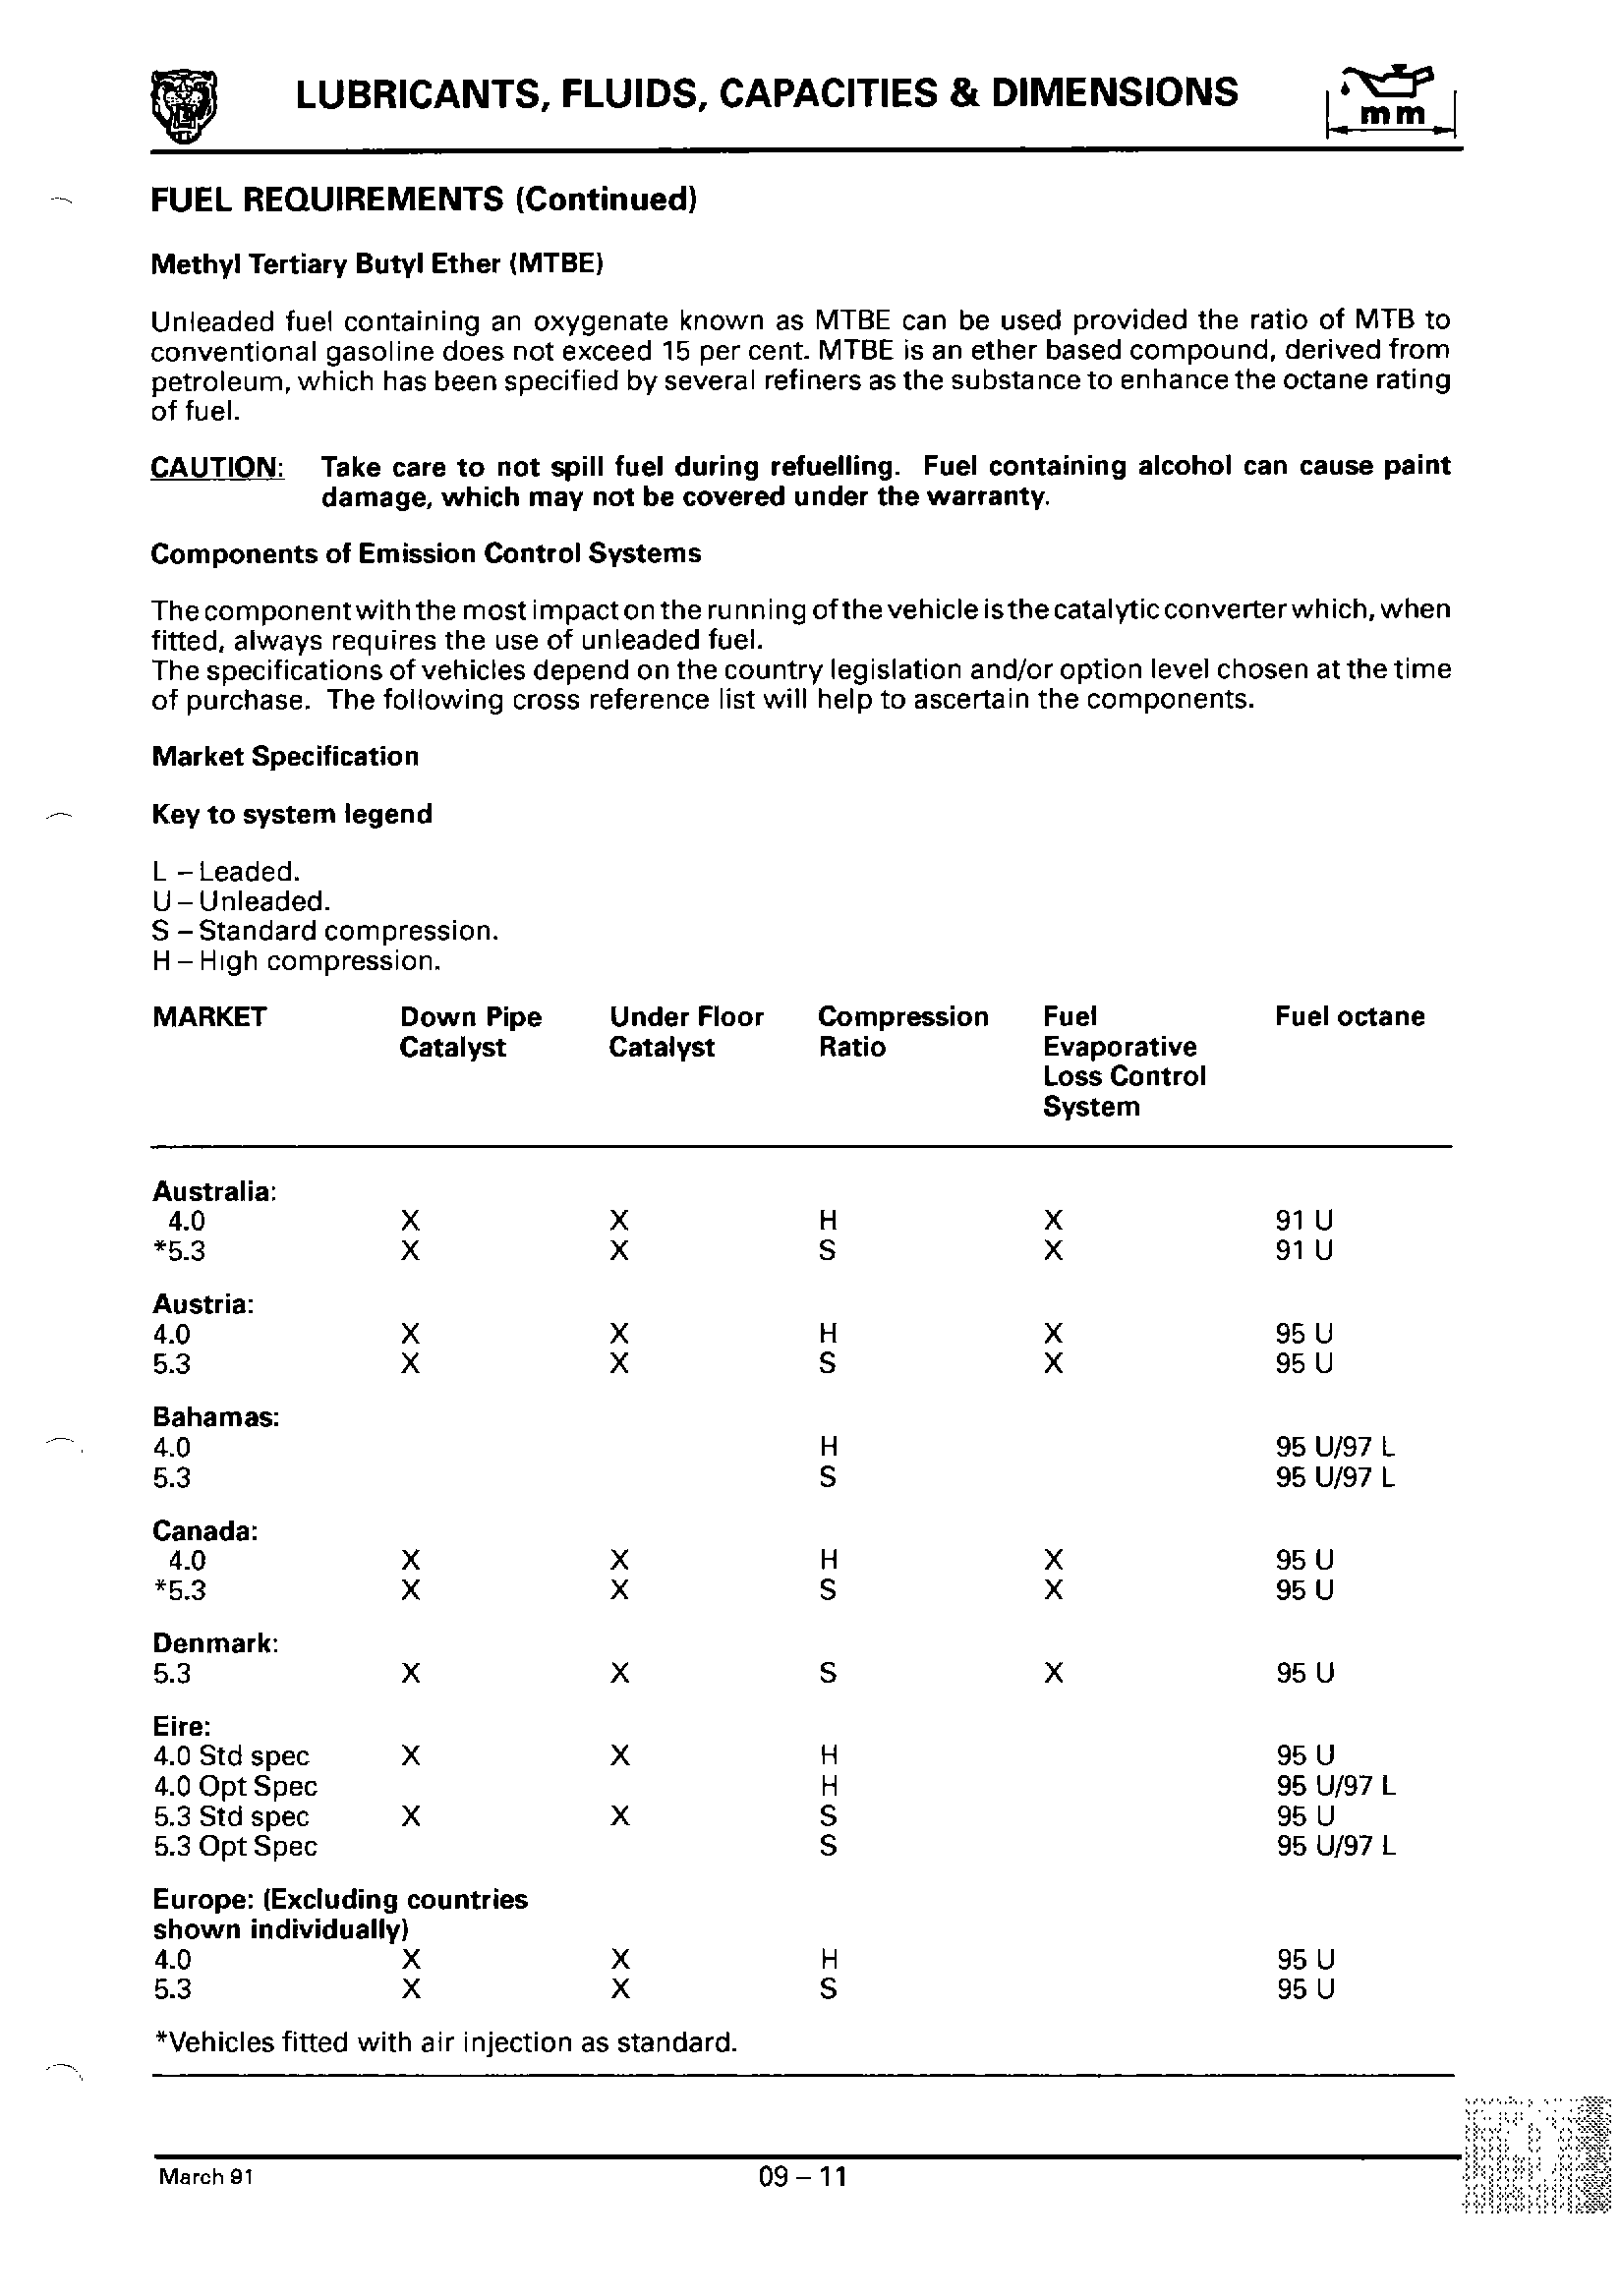 LUBRICANTS, FLUIDS, CAPACITIES & DIMENSIONS
mm
FUEL REQUIREMENTS (Continued)
Methyl Tertiary Butyl Ether (MTBE)
Unleaded fuel containing an oxygenate known as MTBE can be used provided the ratio of MTB to
conventional gasoline does not exceed 15 per cent. MTBE is an ether based compound, derived from
petroleum, which has been specified by several refiners as the substance to enhance the octane rating
of fuel.
CAUTION: Take care to not spill fuel during refuelling. Fuel containing alcohol can cause paint
damage, which may not be covered under the warranty.
Components of Emission Control Systems
The component with the most impact on the running of the vehicle is the catalytic converter which, when
fitted, always requires the use of unleaded fuel.
The specifications of vehicles depend on the country legislation and/or option level chosen at the time
of purchase. The following cross reference list will help to ascertain the components.
Market Specification
Key to system legend
L – Leaded.
U – Unleaded.
S – Standard compression.
H – High compression.
MARKET Down Pipe Under Floor Compression Fuel Fuel octane
Catalyst Catalyst Ratio Evaporative
Loss Control
System
Australia:
4.0 X X H X 91 U
*5.3 X X S X 91 U
Austria:
4.0 X X H X 95 U
5.3 X X S X 95 U
Bahamas:
4.0 H 95 U/97 L
5.3 S 95 U/97 L
Canada:
4.0 X X H X 95 U
*5.3 X X S X 95 U
Denmark:
5.3 X X S X 95 U
Eire:
4.0 Std spec X X H 95 U
4.0 Opt Spec H 95 U/97 L
5.3 Std spec X X S 95 U
5.3 Opt Spec S 95 U/97 L
Europe: (Excluding countries
shown individually)
4.0 X X H 95 U
5.3 X X S 95 U
*Vehicles fitted with air injection as standard.
March 91 09 – 11